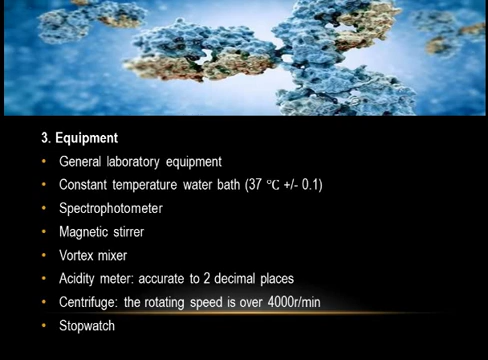 3. Equipment
• General laboratory equipment
• Constant temperature water bath (37 ℃ +/- 0.1)
• Spectrophotometer
• Magnetic stirrer
• Vortex mixer
• Acidity meter: accurate to 2 decimal places
• Centrifuge: the rotating speed is over 4000r/min
• Stopwatch